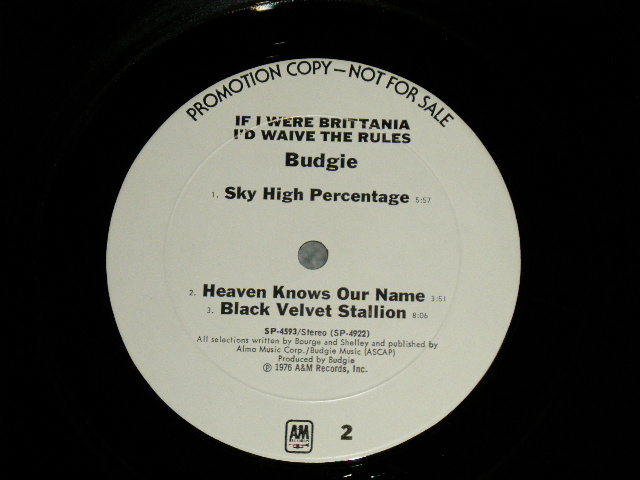 PROMOTION COPY—NOT FOR SALE
IF I WERE BRITTANIA
I'D WAIVE THE RULES
Budgie
1. Sky High Percentage 5:57
2. Heaven Knows Our Name 3:51
3. Black Velvet Stallion 8:06
SP-4593/Stereo (SP-4922)
All selections written by Bourge and Shelley and published by
Almo Music Corp./Budgie Music (ASCAP)
Produced by Budgie
℗ 1976 A&M Records, Inc.
AM
2